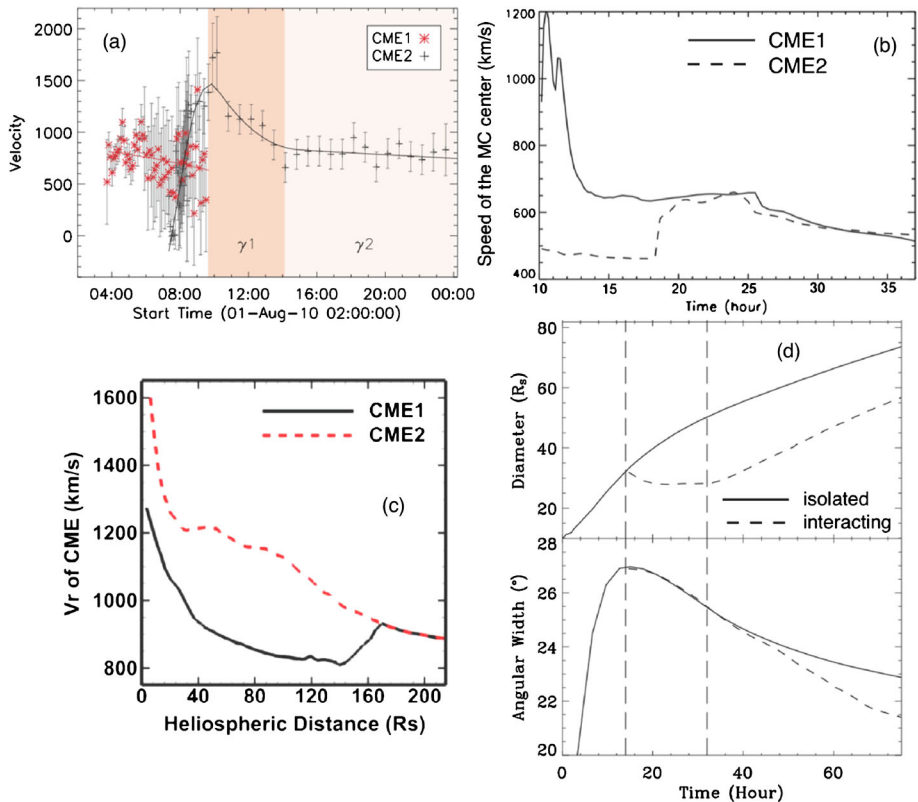 (a)
CME1
CME2
2000
1500
1000
500
0
Velocity
γ1
γ2
04:00 08:00 12:00 16:00 20:00 00:00
Start Time (01-Aug-10 02:00:00)
(b)
CME1
CME2
1200
1000
800
600
400
Speed of the MC center (km/s)
10 15 20 25 30 35
Time (hour)
(c)
CME1
CME2
1600
1400
1200
1000
800
Vr of CME (km/s)
0 40 80 120 160 200
Heliospheric Distance (Rs)
(d)
80
60
40
20
Diameter (Rs)
isolated
interacting
28
26
24
22
20
Angular Width (°)
0 20 40 60
Time (Hour)